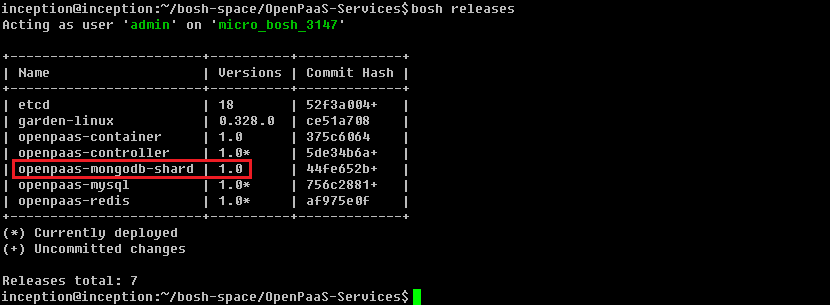 inception@inception:~/bosh-space/OpenPaaS-Services$bosh releases
Acting as user 'admin' on 'micro_bosh_3147'
+------------------------+----------+-------------+
| Name                   | Versions | Commit Hash |
+------------------------+----------+-------------+
| etcd                   | 18       | 52f3a004+   |
| garden-linux           | 0.328.0  | ce51a708    |
| openpaas-container     | 1.0      | 375c6064    |
| openpaas-controller    | 1.0*     | 5de34b6a+   |
| openpaas-mongodb-shard | 1.0      | 44fe652b+   |
| openpaas-mysql         | 1.0*     | 756c2881+   |
| openpaas-redis         | 1.0*     | af975e0f    |
+------------------------+----------+-------------+
(*) Currently deployed
(+) Uncommitted changes
Releases total: 7
inception@inception:~/bosh-space/OpenPaaS-Services$